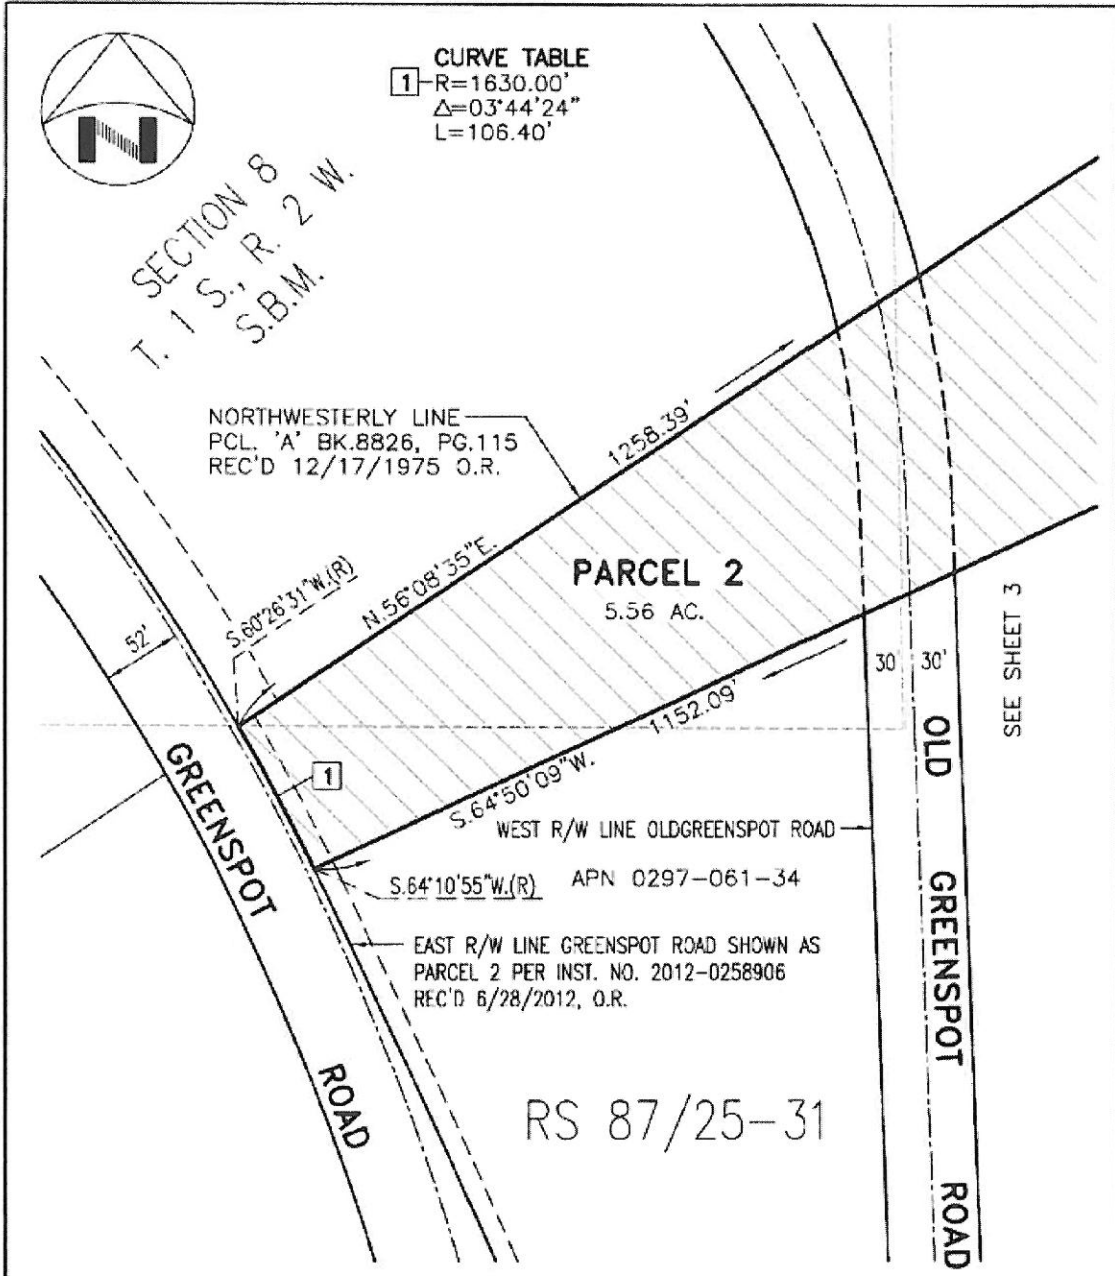 N
CURVE TABLE
1 R=1630.00'
Δ=03°44'24"
L=106.40'
SECTION 8
T. 1 S., R. 2 W.
S.B.M.
NORTHWESTERLY LINE
PCL. 'A' BK.8826, PG.115
REC'D 12/17/1975 O.R.
1258.39'
N.56°08'35"E.
S.60°26'31"W.(R)
52'
PARCEL 2
5.56 AC.
SEE SHEET 3
30'
30'
1152.09'
S.64°50'09"W.
1
WEST R/W LINE OLDGREENSPOT ROAD
APN 0297-061-34
S.64°10'55"W.(R)
EAST R/W LINE GREENSPOT ROAD SHOWN AS
PARCEL 2 PER INST. NO. 2012-0258906
REC'D 6/28/2012, O.R.
GREENSPOT ROAD
OLD GREENSPOT ROAD
RS 87/25-31